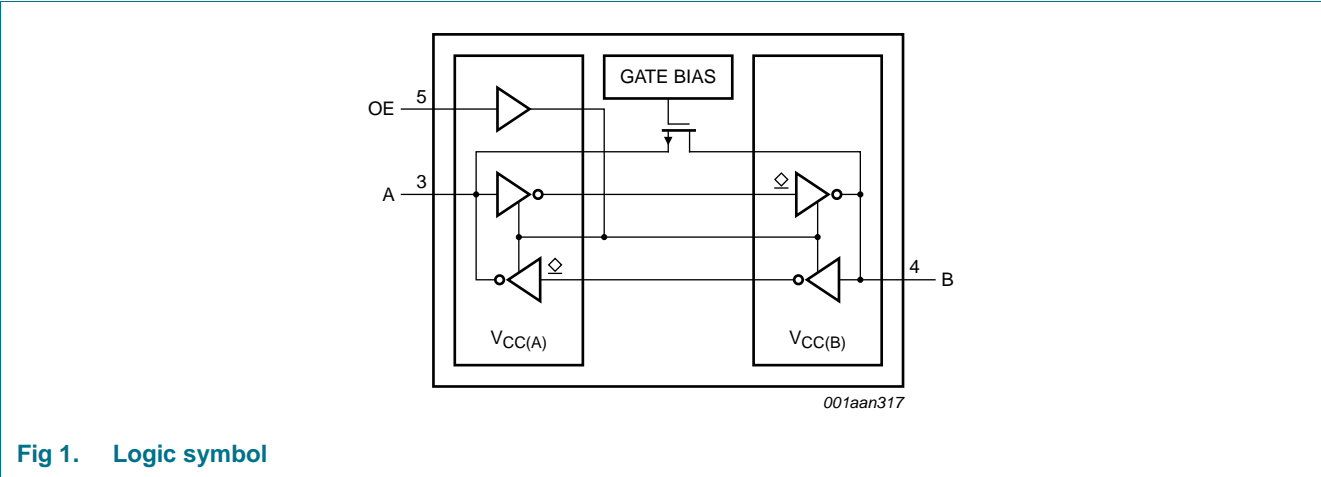 GATE BIAS
OE 5
A 3
4 B
VCC(A) VCC(B)
001aan317
Fig 1. Logic symbol